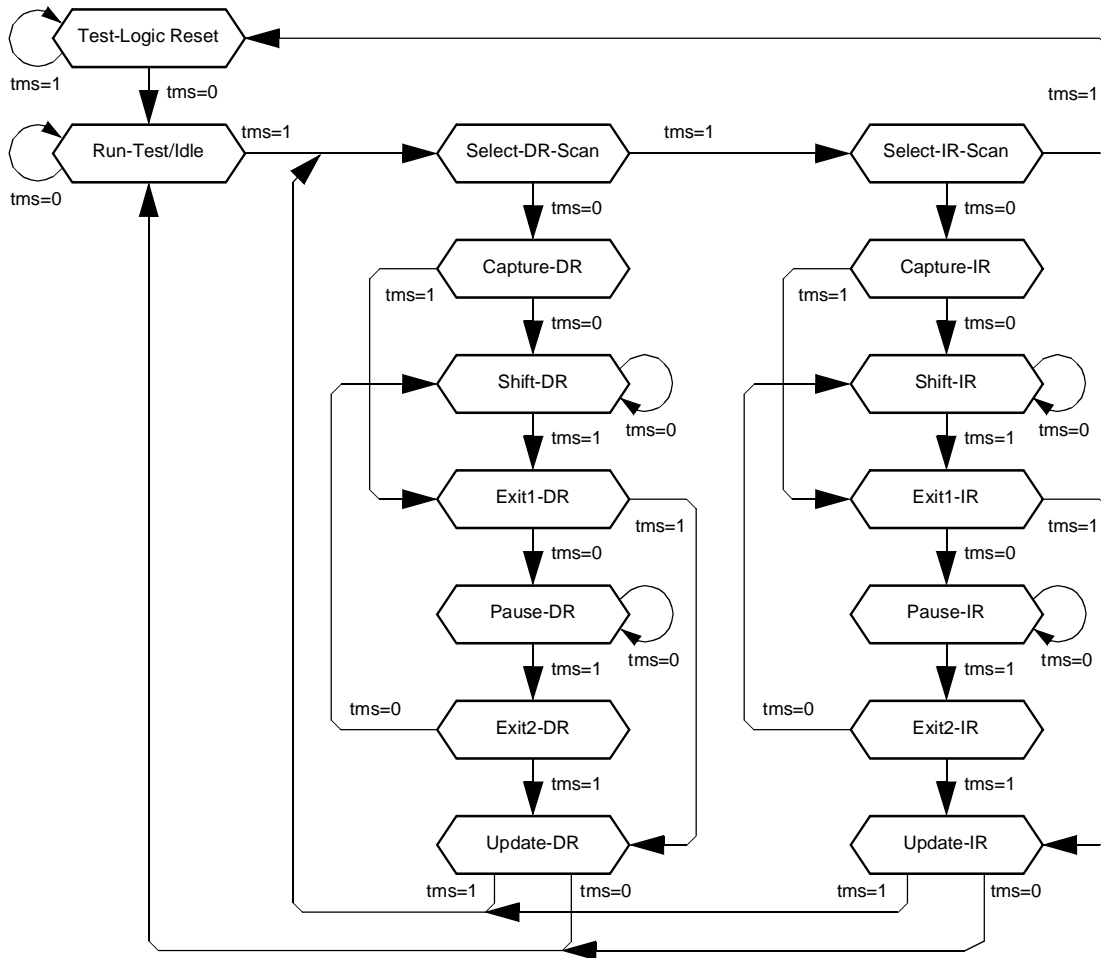 Test-Logic Reset
tms=1
tms=0
tms=1
Run-Test/Idle
tms=1
Select-DR-Scan
tms=1
Select-IR-Scan
tms=0
tms=0
tms=0
Capture-DR
Capture-IR
tms=1
tms=1
tms=0
tms=0
Shift-DR
Shift-IR
tms=0
tms=0
tms=1
tms=1
Exit1-DR
Exit1-IR
tms=1
tms=1
tms=0
tms=0
Pause-DR
Pause-IR
tms=0
tms=0
tms=1
tms=1
tms=0
tms=0
Exit2-DR
Exit2-IR
tms=1
tms=1
Update-DR
Update-IR
tms=1
tms=0
tms=1
tms=0